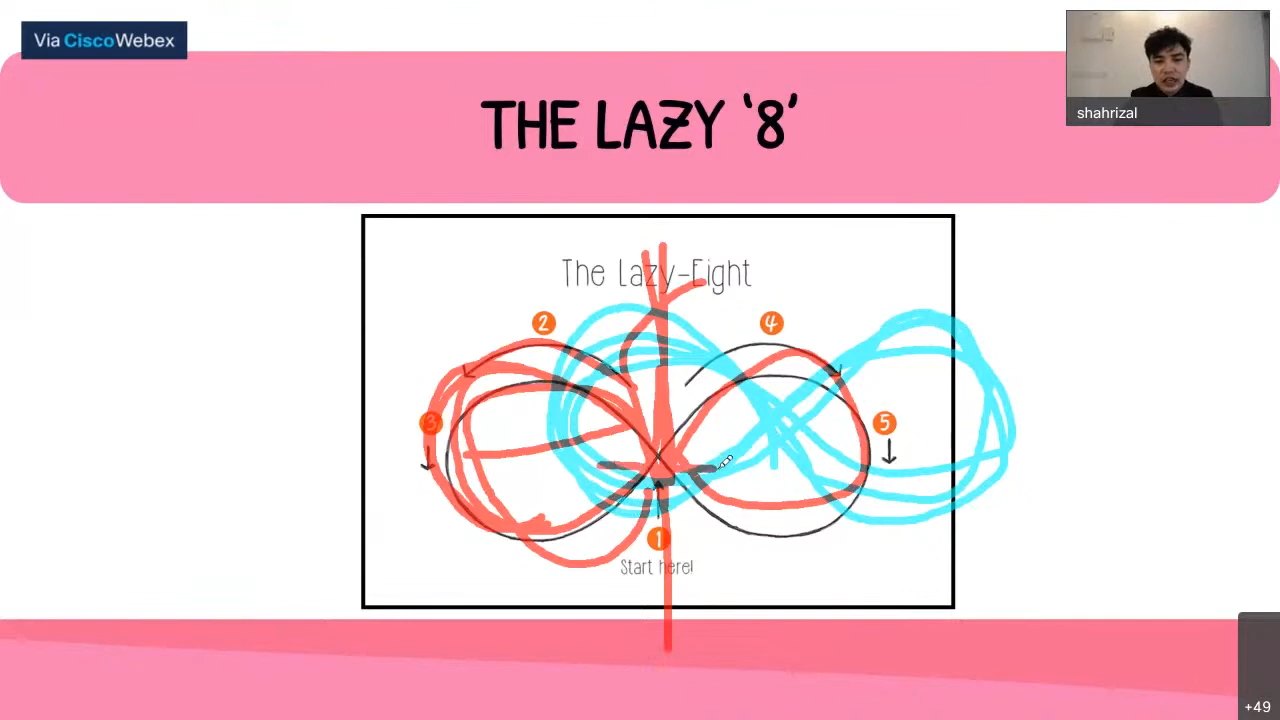 Via CiscoWebex
THE LAZY ‘8’
shahrizal
The Lazy-Eight
2
4
3
5
1
Start here!
+49